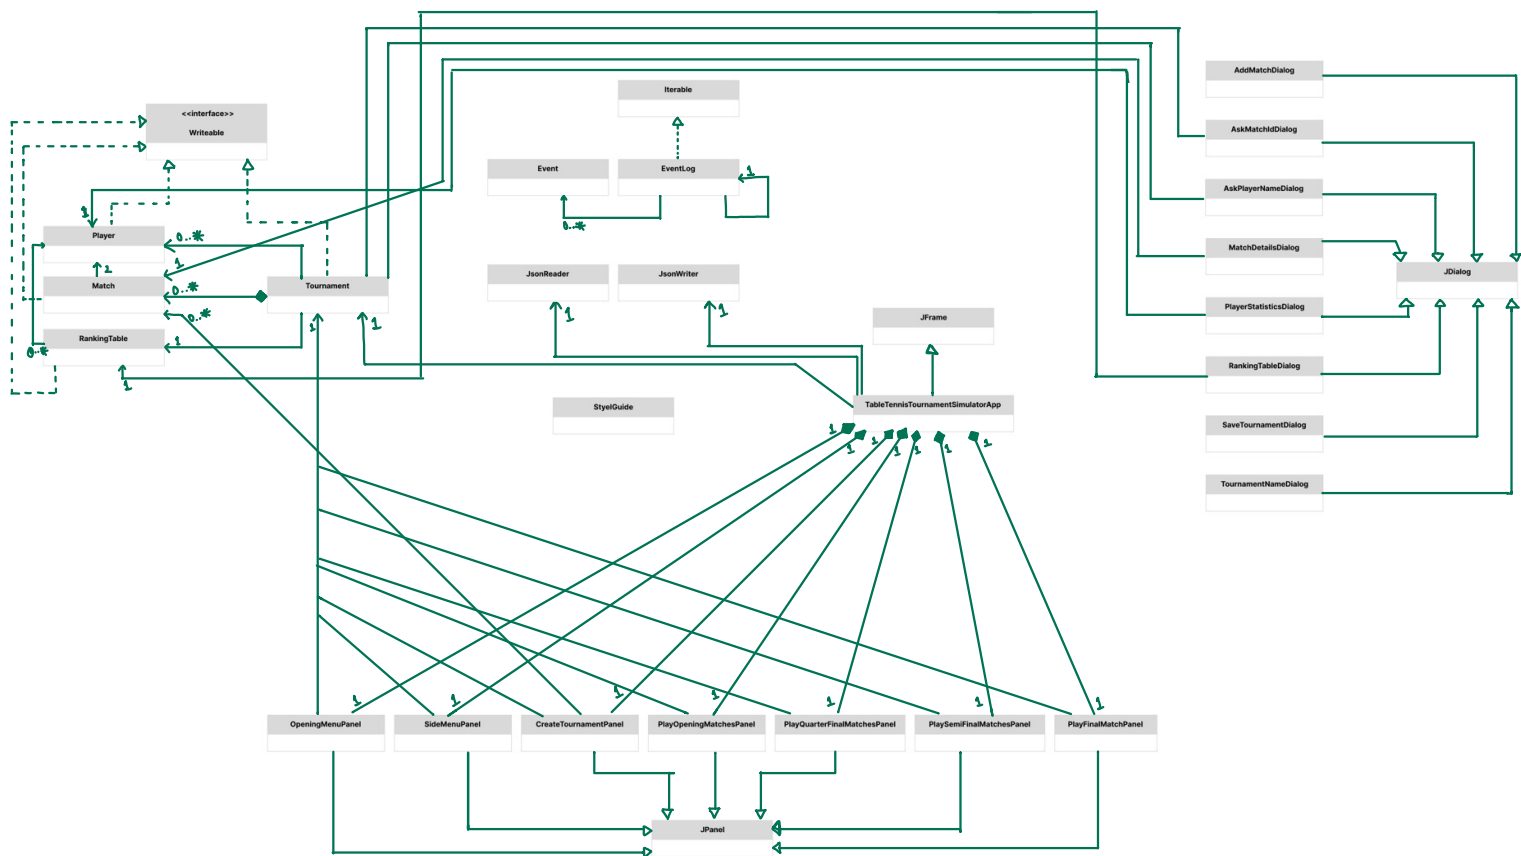 AddMatchDialog
Iterable
<<interface>>
Writeable
AskMatchIdDialog
Event
EventLog
1
AskPlayerNameDialog
1
0..*
Player
0..*
MatchDetailsDialog
2
1
JDialog
Match
0..*
Tournament
JsonReader
JsonWriter
PlayerStatisticsDialog
0..*
1
1
1
1
JFrame
RankingTable
1
0..*
RankingTableDialog
1
StyelGuide
TableTennisTournamentSimulatorApp
SaveTournamentDialog
1
1
1
1
1
1
1
TournamentNameDialog
1
1
1
1
1
1
OpeningMenuPanel
SideMenuPanel
CreateTournamentPanel
PlayOpeningMatchesPanel
PlayQuarterFinalMatchesPanel
PlaySemiFinalMatchesPanel
PlayFinalMatchPanel
JPanel